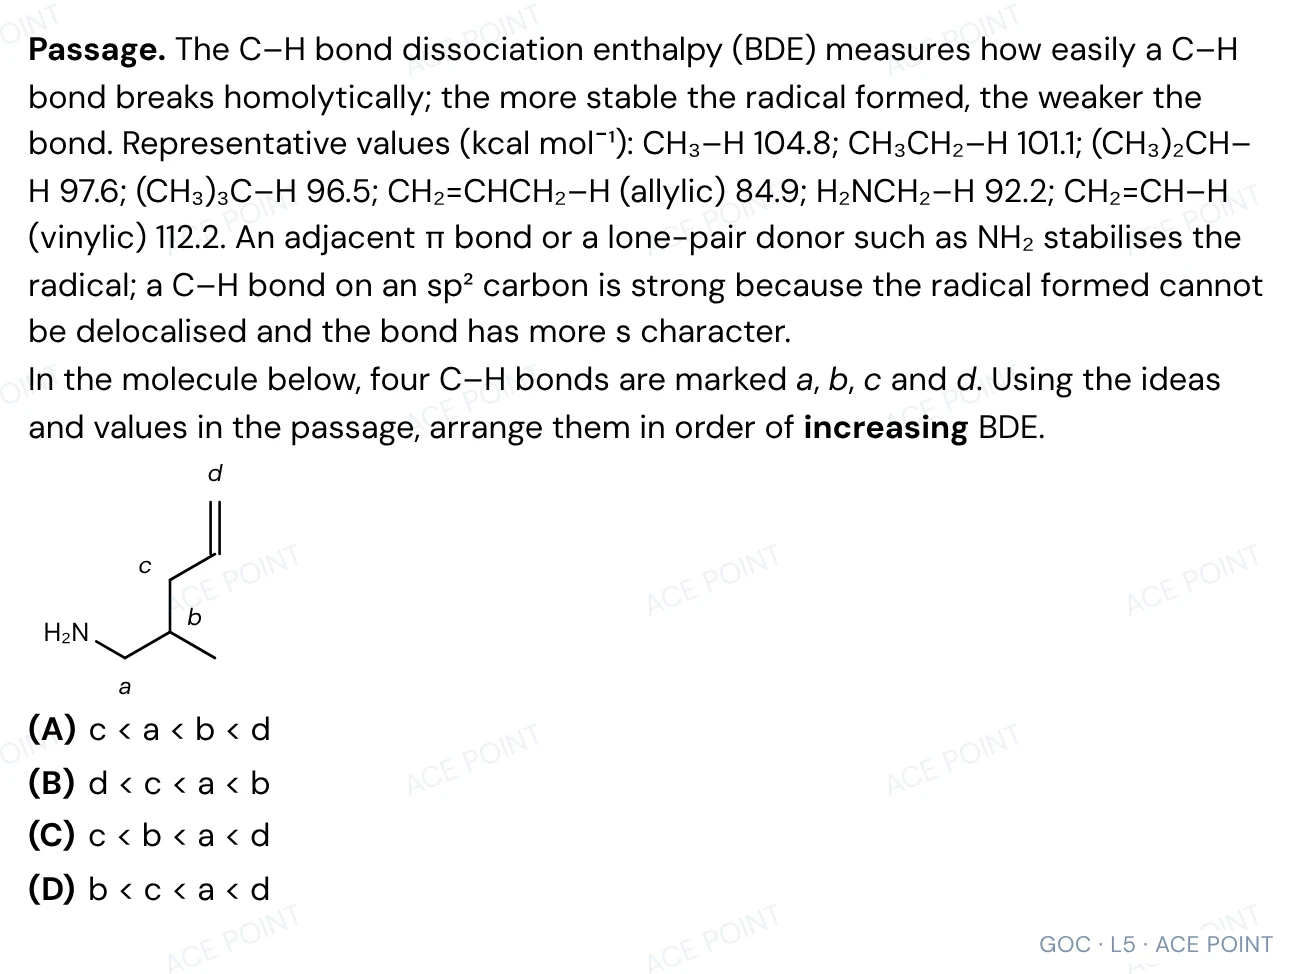 Passage. The C–H bond dissociation enthalpy (BDE) measures how easily a C–H
bond breaks homolytically; the more stable the radical formed, the weaker the
bond. Representative values (kcal mol⁻¹): CH₃–H 104.8; CH₃CH₂–H 101.1; (CH₃)₂CH–
H 97.6; (CH₃)₃C–H 96.5; CH₂=CHCH₂–H (allylic) 84.9; H₂NCH₂–H 92.2; CH₂=CH–H
(vinylic) 112.2. An adjacent π bond or a lone-pair donor such as NH₂ stabilises the
radical; a C–H bond on an sp² carbon is strong because the radical formed cannot
be delocalised and the bond has more s character.
In the molecule below, four C–H bonds are marked a, b, c and d. Using the ideas
and values in the passage, arrange them in order of increasing BDE.
d
c
b
H₂N
a
(A) c < a < b < d
(B) d < c < a < b
(C) c < b < a < d
(D) b < c < a < d
GOC · L5 · ACE POINT
ACE POINT